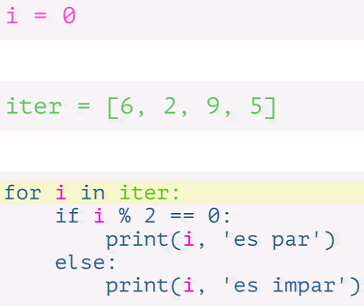 i = 0
iter = [6, 2, 9, 5]
for i in iter:
    if i % 2 == 0:
        print(i, 'es par')
    else:
        print(i, 'es impar')